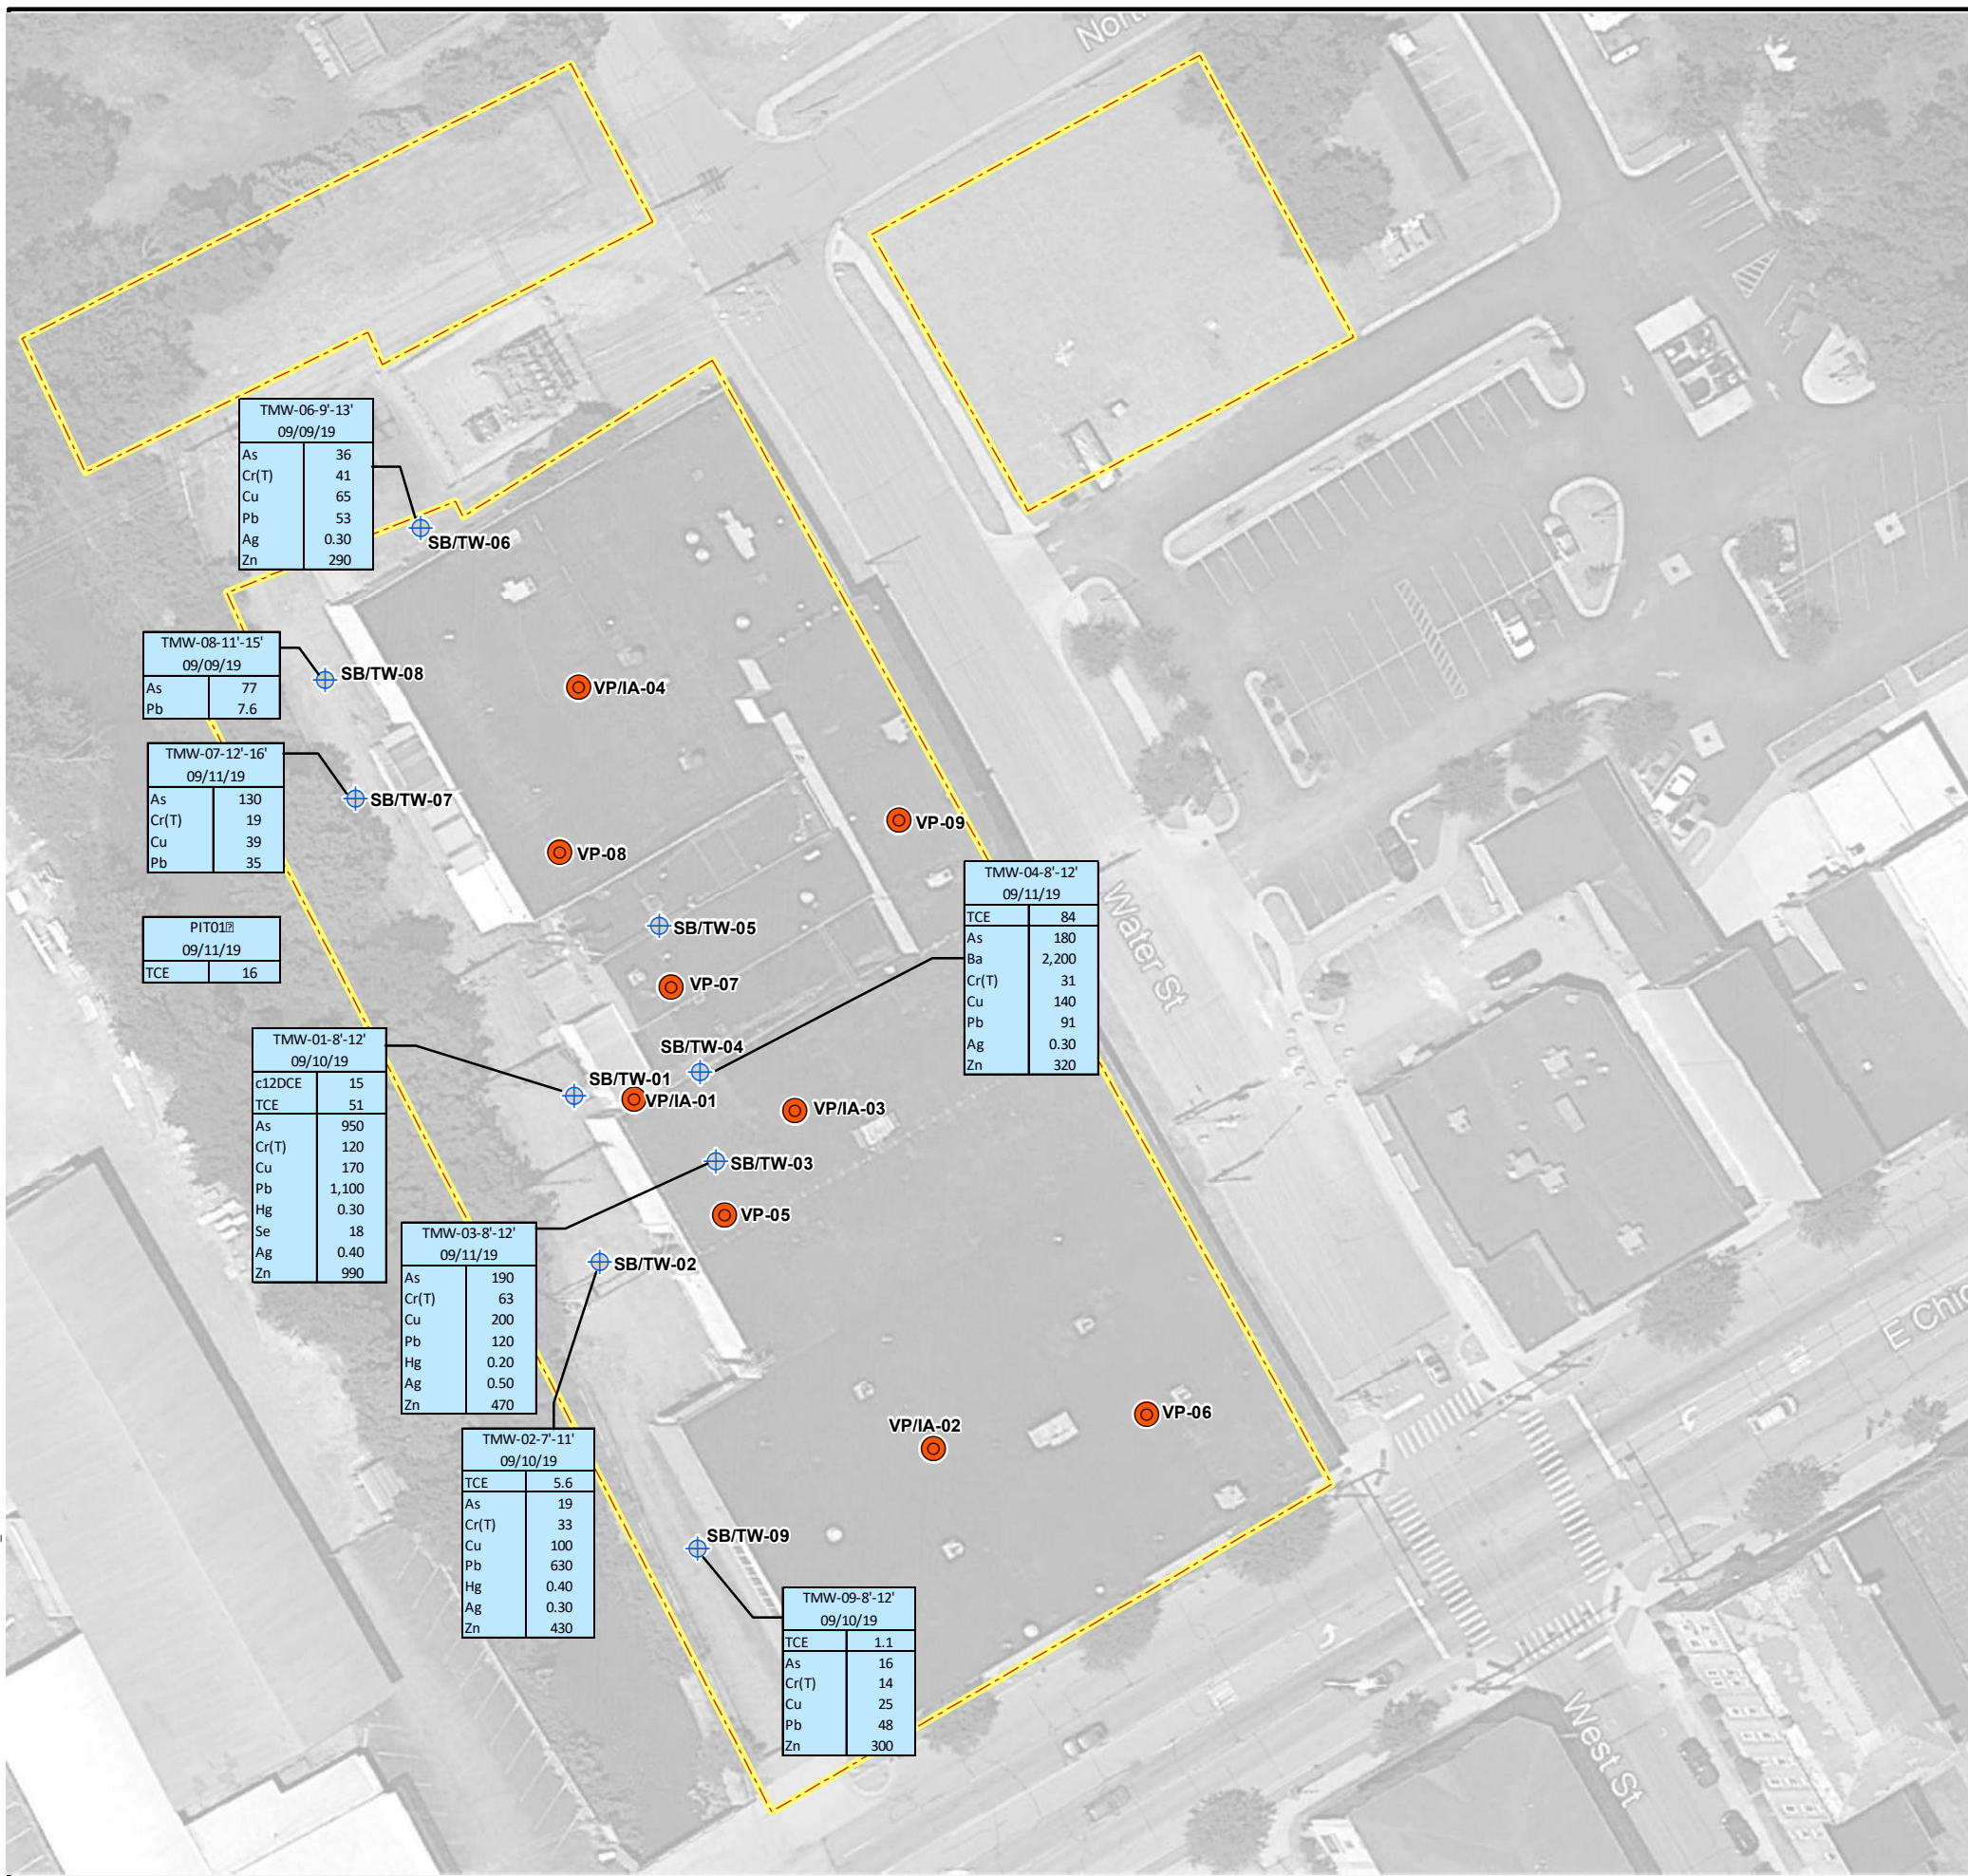 North
TMW-06-9'-13'
09/09/19
As 36
Cr(T) 41
Cu 65
Pb 53
Ag 0.30
Zn 290
SB/TW-06
TMW-08-11'-15'
09/09/19
As 77
Pb 7.6
SB/TW-08
VP/IA-04
TMW-07-12'-16'
09/11/19
As 130
Cr(T) 19
Cu 39
Pb 35
SB/TW-07
VP-09
VP-08
TMW-04-8'-12'
09/11/19
TCE 84
As 180
Ba 2,200
Cr(T) 31
Cu 140
Pb 91
Ag 0.30
Zn 320
Water St
PIT01
09/11/19
TCE 16
SB/TW-05
VP-07
SB/TW-04
TMW-01-8'-12'
09/10/19
c12DCE 15
TCE 51
As 950
Cr(T) 120
Cu 170
Pb 1,100
Hg 0.30
Se 18
Ag 0.40
Zn 990
SB/TW-01
VP/IA-01
VP/IA-03
SB/TW-03
VP-05
TMW-03-8'-12'
09/11/19
As 190
Cr(T) 63
Cu 200
Pb 120
Hg 0.20
Ag 0.50
Zn 470
SB/TW-02
E Chic
TMW-02-7'-11'
09/10/19
TCE 5.6
As 19
Cr(T) 33
Cu 100
Pb 630
Hg 0.40
Ag 0.30
Zn 430
VP/IA-02
VP-06
SB/TW-09
TMW-09-8'-12'
09/10/19
TCE 1.1
As 16
Cr(T) 14
Cu 25
Pb 48
Zn 300
West St